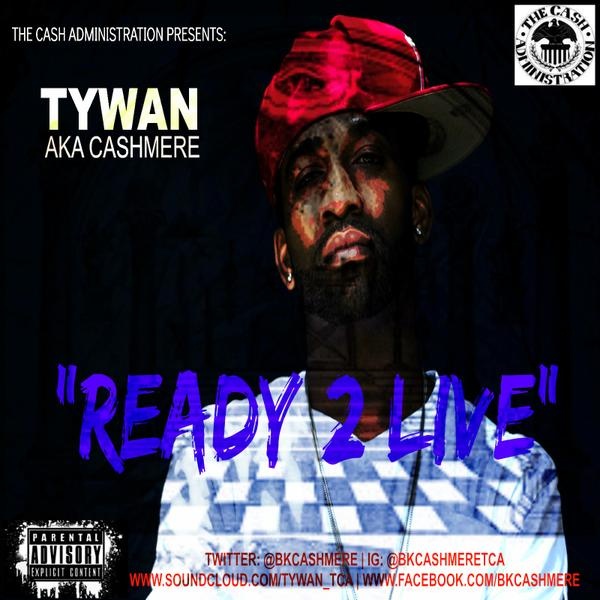 THE CASH ADMINISTRATION PRESENTS:
THE CASH
ADMINISTRATION
TYWAN
AKA CASHMERE
"READY 2 LIVE"
PARENTAL
ADVISORY
EXPLICIT CONTENT
TWITTER: @BKCASHMERE | IG: @BKCASHMERETCA
WWW.SOUNDCLOUD.COM/TYWAN_TCA | WWW.FACEBOOK.COM/BKCASHMERE